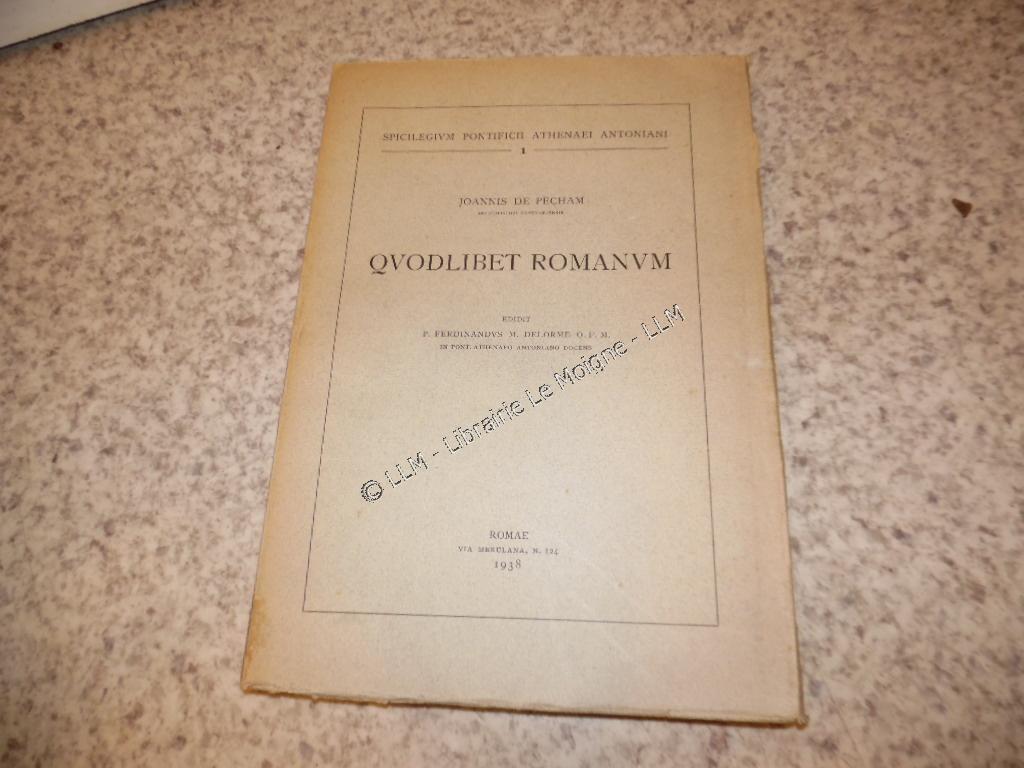 SPICILEGIVM PONTIFICII ATHENAEI ANTONIANI
1
JOANNIS DE PECHAM
QVODLIBET ROMANVM
EDIDIT
P. FERDINANDVS M. DELORME O. F. M.
IN PONT. ATHENAEO ANTONIANO DOCENS
© LLM - Librairie Le Moigne - LLM
ROMAE
VIA MERULANA, N. 124
1938